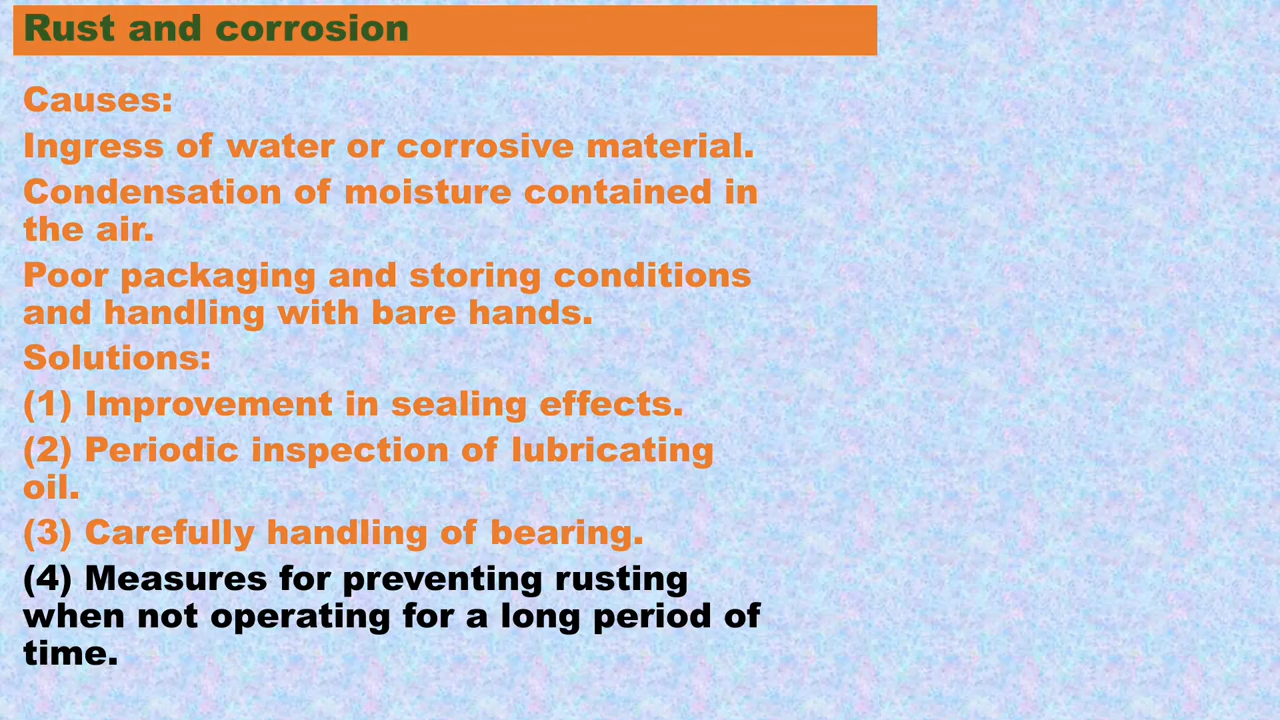 Rust and corrosion
Causes:
Ingress of water or corrosive material.
Condensation of moisture contained in
the air.
Poor packaging and storing conditions
and handling with bare hands.
Solutions:
(1) Improvement in sealing effects.
(2) Periodic inspection of lubricating
oil.
(3) Carefully handling of bearing.
(4) Measures for preventing rusting
when not operating for a long period of
time.